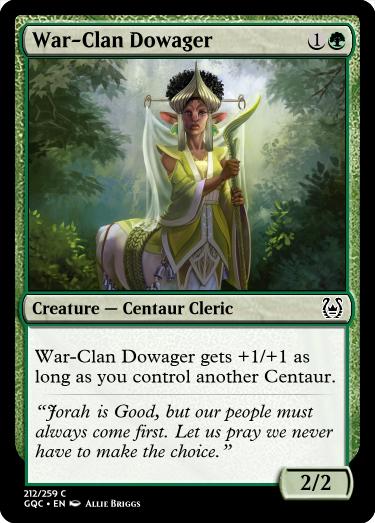 War-Clan Dowager 1
Creature — Centaur Cleric
War-Clan Dowager gets +1/+1 as
long as you control another Centaur.
“Jorah is Good, but our people must
always come first. Let us pray we never
have to make the choice.”
2/2
212/259 C
GQC • EN Allie Briggs